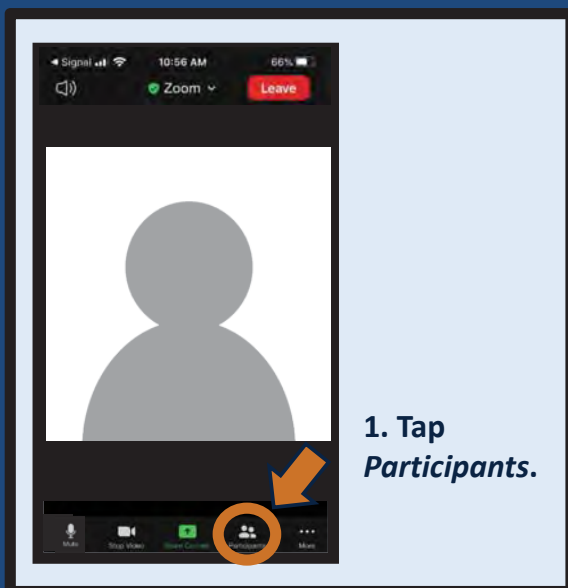 Signal 10:56 AM 66%
Zoom Leave
1. Tap
Participants.
Mute Stop Video Share Content Participants More